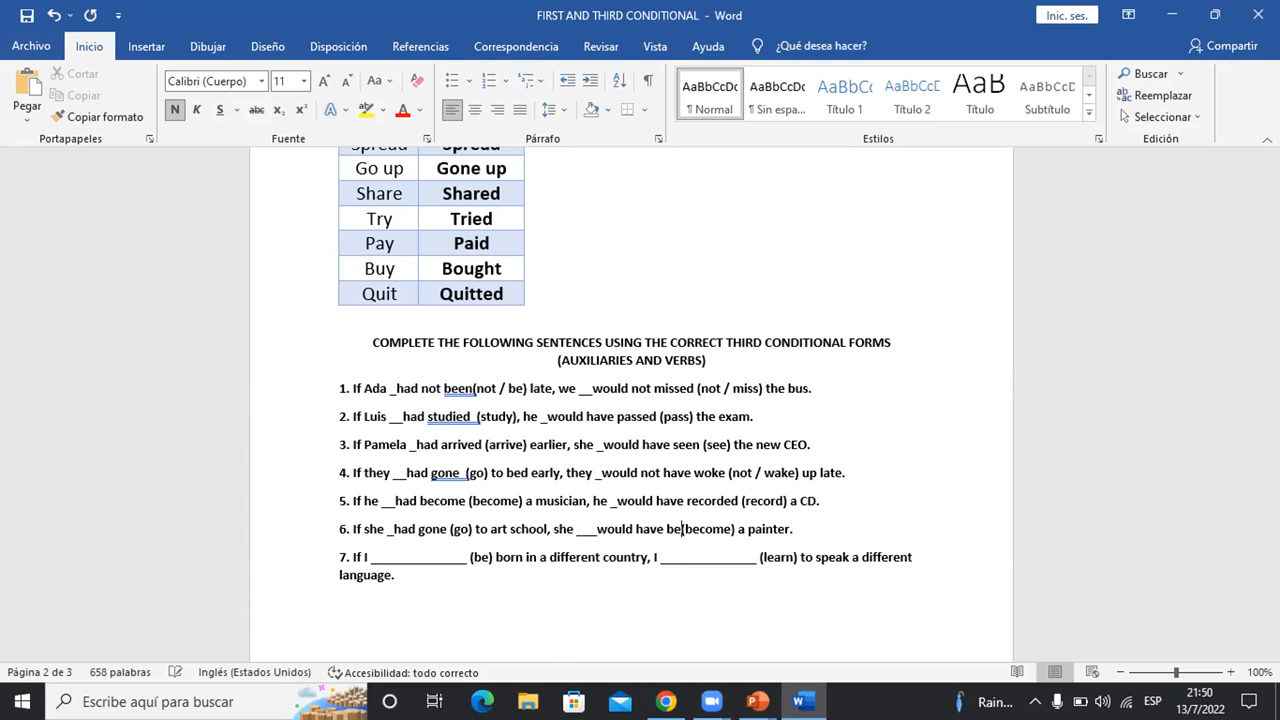 FIRST AND THIRD CONDITIONAL - Word
Inic. ses.
Archivo Inicio Insertar Dibujar Diseño Disposición Referencias Correspondencia Revisar Vista Ayuda ¿Qué desea hacer? Compartir
Pegar
Cortar
Copiar
Copiar formato
Calibri (Cuerpo) 11 A A Aa
N K S abc A A
AaBbCcDc AaBbCcDc AaBbCcD AaBbCcD AaB AaBbCcD
¶ Normal ¶ Sin espa... Título 1 Título 2 Título Subtítulo
Buscar
Reemplazar
Seleccionar
Portapapeles Fuente Párrafo Estilos Edición
Spread Spread
Go up Gone up
Share Shared
Try Tried
Pay Paid
Buy Bought
Quit Quitted
COMPLETE THE FOLLOWING SENTENCES USING THE CORRECT THIRD CONDITIONAL FORMS
(AUXILIARIES AND VERBS)
1. If Ada _had not been(not / be) late, we __would not missed (not / miss) the bus.
2. If Luis __had studied_(study), he _would have passed (pass) the exam.
3. If Pamela _had arrived (arrive) earlier, she _would have seen (see) the new CEO.
4. If they __had gone_(go) to bed early, they _would not have woke (not / wake) up late.
5. If he __had become (become) a musician, he _would have recorded (record) a CD.
6. If she _had gone (go) to art school, she ___would have be(become) a painter.
7. If I ______________ (be) born in a different country, I ______________ (learn) to speak a different
language.
Página 2 de 3 658 palabras Inglés (Estados Unidos) Accesibilidad: todo correcto 100%
Escribe aquí para buscar
Rain... ESP
21:50
13/7/2022